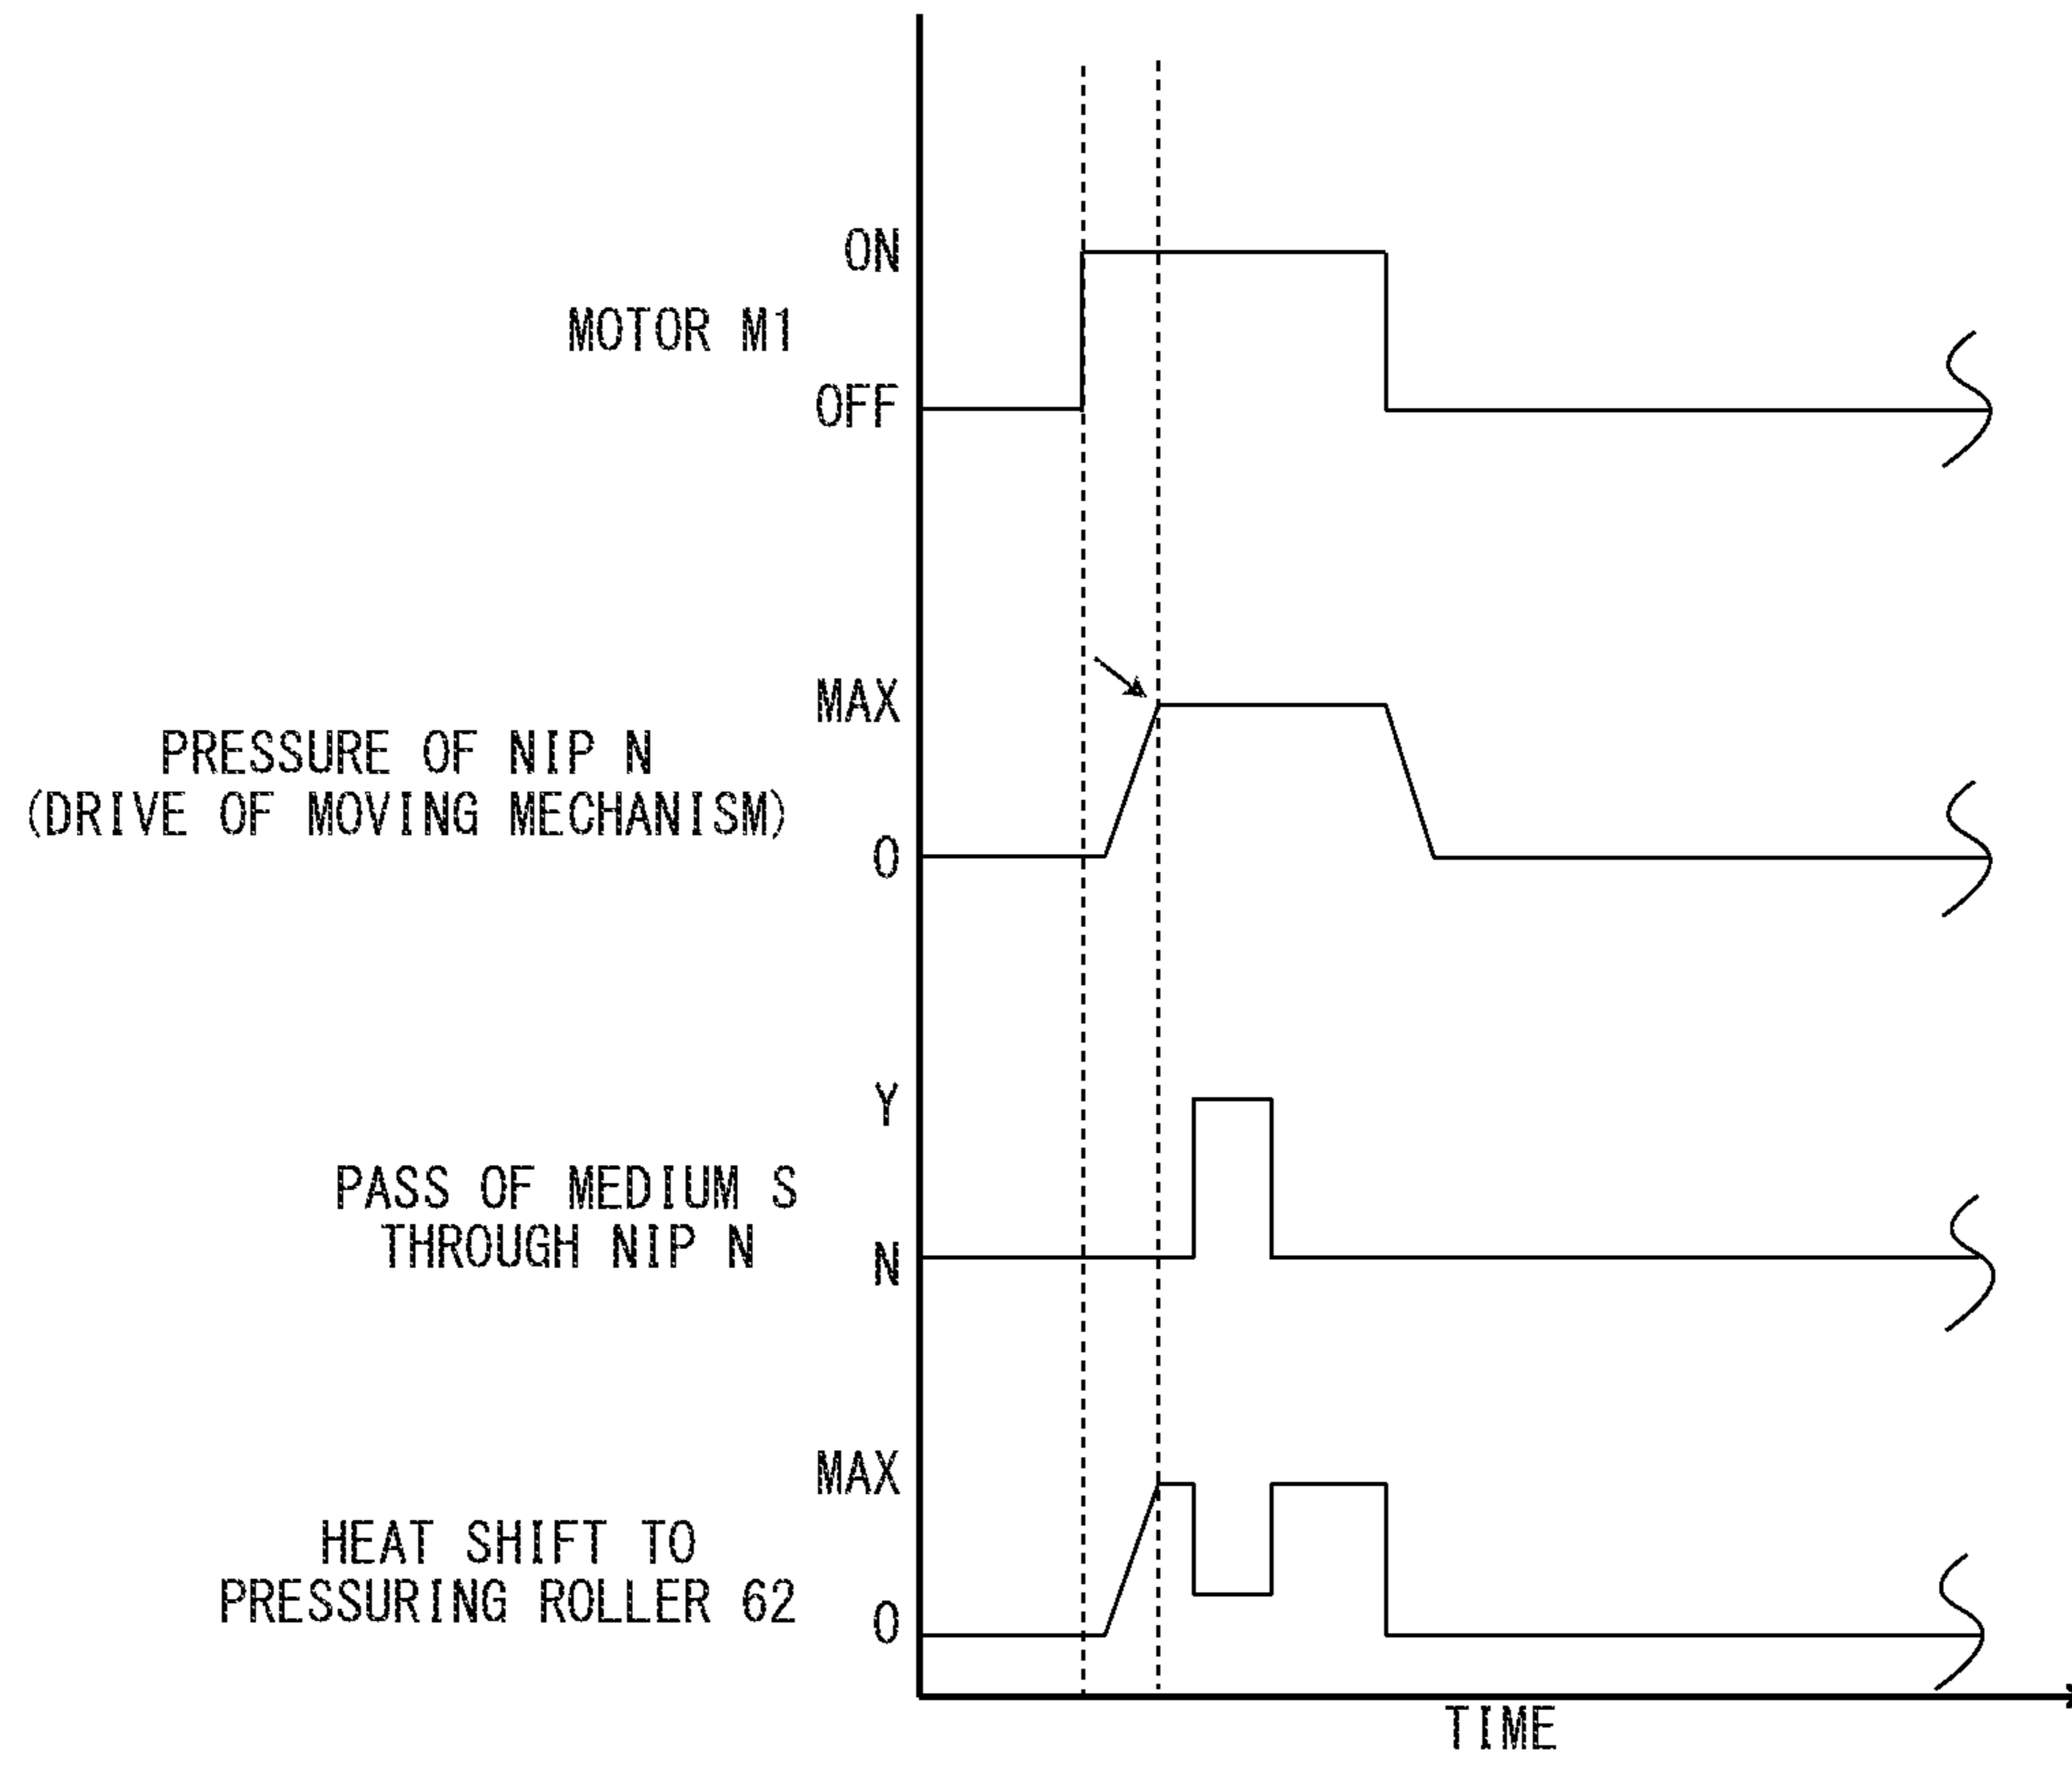 ON
MOTOR M1
OFF
MAX
PRESSURE OF NIP N
(DRIVE OF MOVING MECHANISM)
0
Y
PASS OF MEDIUM S
THROUGH NIP N
N
MAX
HEAT SHIFT TO
PRESSURING ROLLER 62
0
TIME